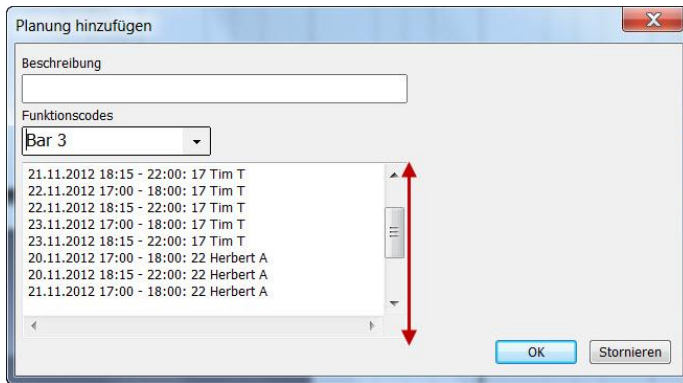 Planung hinzufügen
Beschreibung
Funktionscodes
Bar 3
21.11.2012 18:15 - 22:00: 17 Tim T
22.11.2012 17:00 - 18:00: 17 Tim T
22.11.2012 18:15 - 22:00: 17 Tim T
23.11.2012 17:00 - 18:00: 17 Tim T
23.11.2012 18:15 - 22:00: 17 Tim T
20.11.2012 17:00 - 18:00: 22 Herbert A
20.11.2012 18:15 - 22:00: 22 Herbert A
21.11.2012 17:00 - 18:00: 22 Herbert A
OK Stornieren